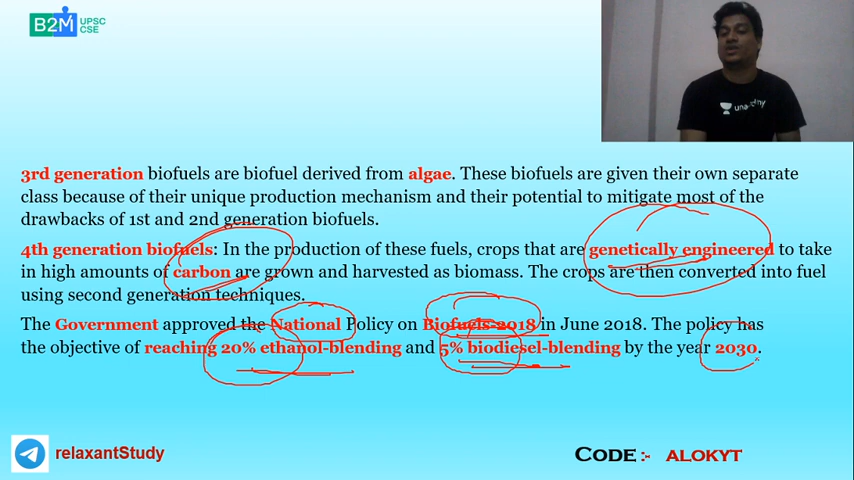 B2M UPSC
CSE
unacademy
3rd generation biofuels are biofuel derived from algae. These biofuels are given their own separate
class because of their unique production mechanism and their potential to mitigate most of the
drawbacks of 1st and 2nd generation biofuels.
4th generation biofuels: In the production of these fuels, crops that are genetically engineered to take
in high amounts of carbon are grown and harvested as biomass. The crops are then converted into fuel
using second generation techniques.
The Government approved the National Policy on Biofuels-2018 in June 2018. The policy has
the objective of reaching 20% ethanol-blending and 5% biodiesel-blending by the year 2030.
relaxantStudy
CODE :- ALOKYT